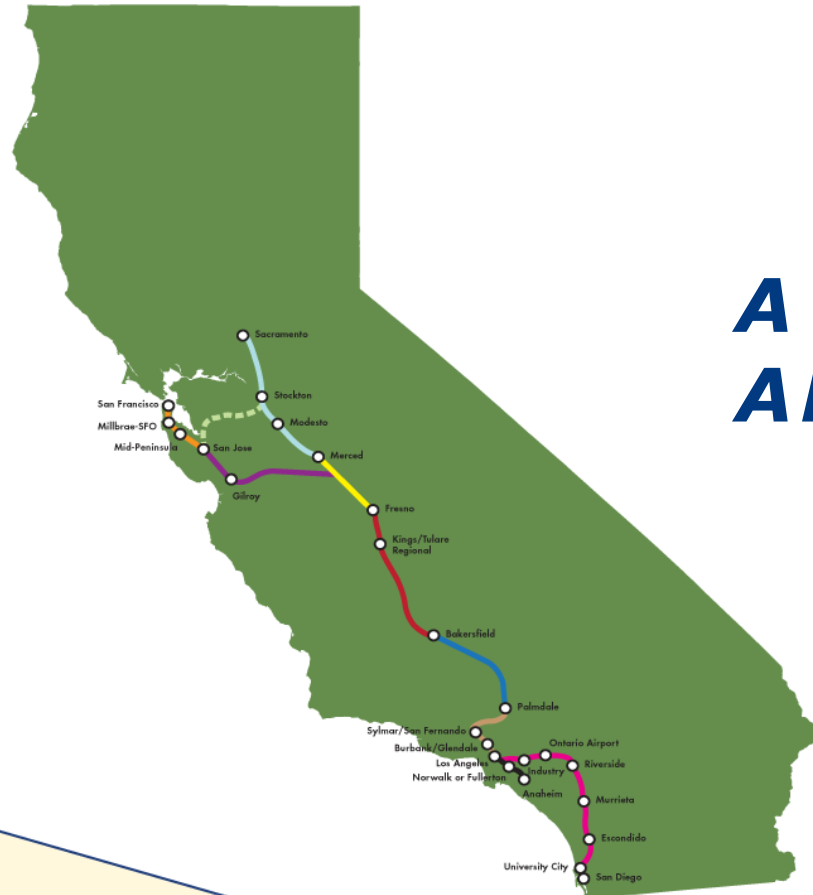 Sacramento
Stockton
San Francisco
Modesto
Millbrae-SFO
Mid-Peninsula
San Jose
Merced
Gilroy
Fresno
Kings/Tulare
Regional
Bakersfield
Palmdale
Sylmar/San Fernando
Ontario Airport
Burbank/Glendale
Los Angeles
Riverside
Industry
Norwalk or Fullerton
Anaheim
Murrieta
Escondido
University City
San Diego
A